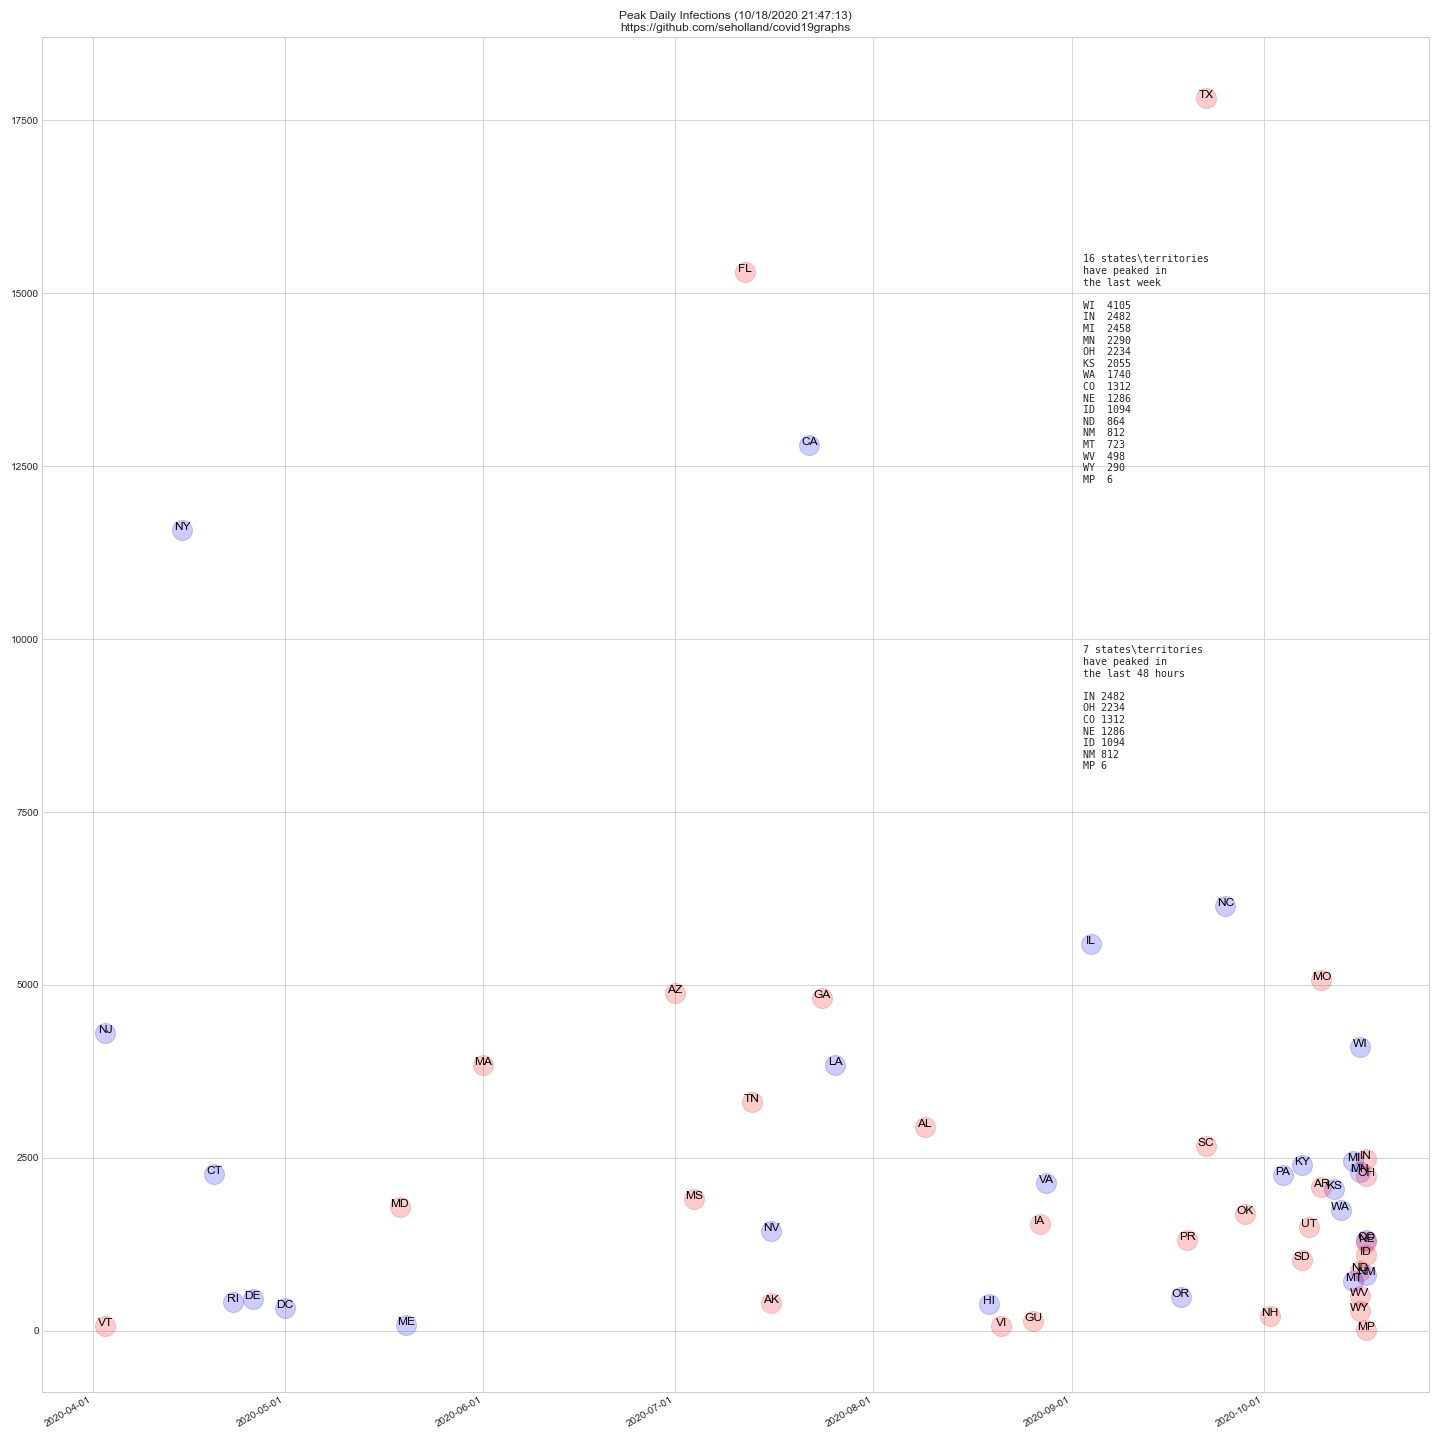 Peak Daily Infections (10/18/2020 21:47:13)
https://github.com/seholland/covid19graphs
TX
17500
16 states\territories
have peaked in
the last week
FL
15000
WI 4105
IN 2482
MI 2458
MN 2290
OH 2234
KS 2055
WA 1740
CO 1312
NE 1286
ID 1094
ND 864
NM 812
MT 723
WV 498
WY 290
MP 6
CA
12500
NY
10000
7 states\territories
have peaked in
the last 48 hours
IN 2482
OH 2234
CO 1312
NE 1286
ID 1094
NM 812
MP 6
7500
NC
IL
5000
AZ
GA
MO
NJ
WI
MA
LA
TN
AL
SC
2500
CT
KY
MI
IN
MN
OH
PA
MD
MS
VA
AR
KS
WA
NV
IA
OK
UT
PR
CO
NE
SD
ID
ND
NM
MT
RI
DE
DC
AK
HI
OR
WV
WY
VT
ME
VI
GU
NH
MP
0
2020-04-01
2020-05-01
2020-06-01
2020-07-01
2020-08-01
2020-09-01
2020-10-01